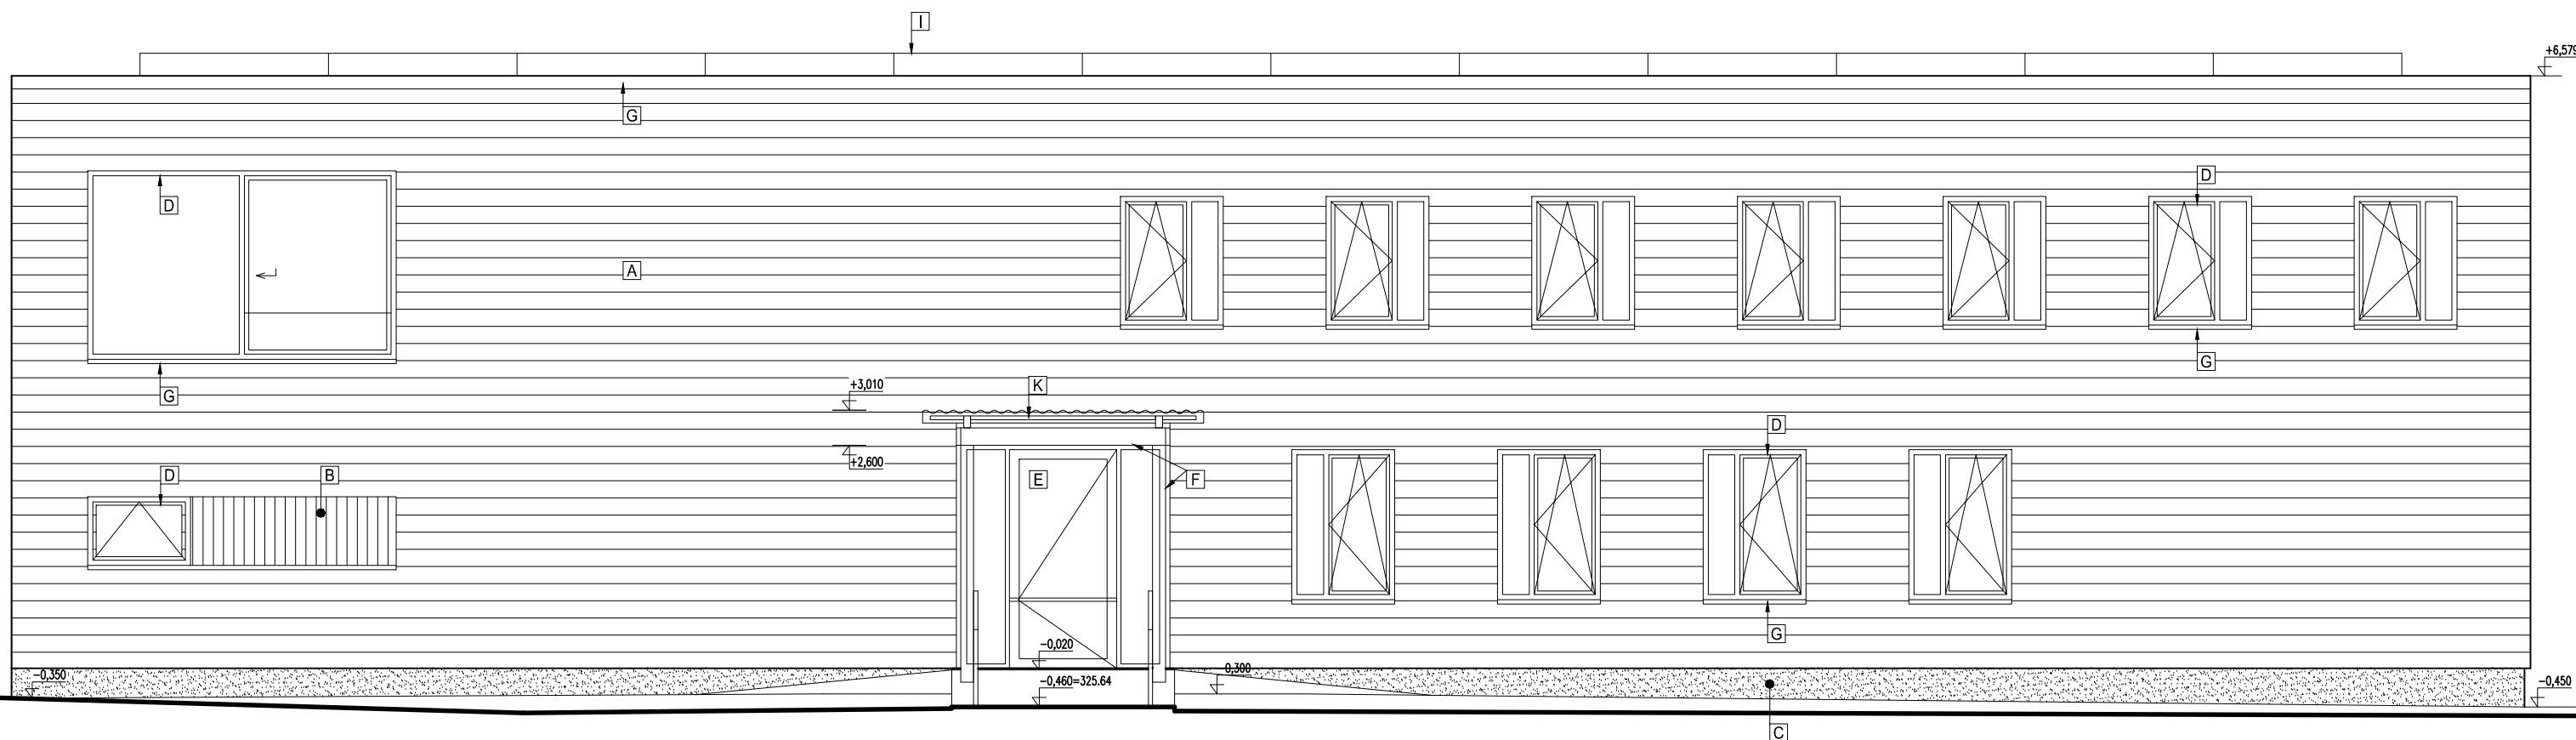 I
+6,579
G
D
D
A
G
G
+3,010
K
D
+2,600
D
B
E
F
G
-0,020
-0,350
0,300
-0,460=325.64
-0,450
C